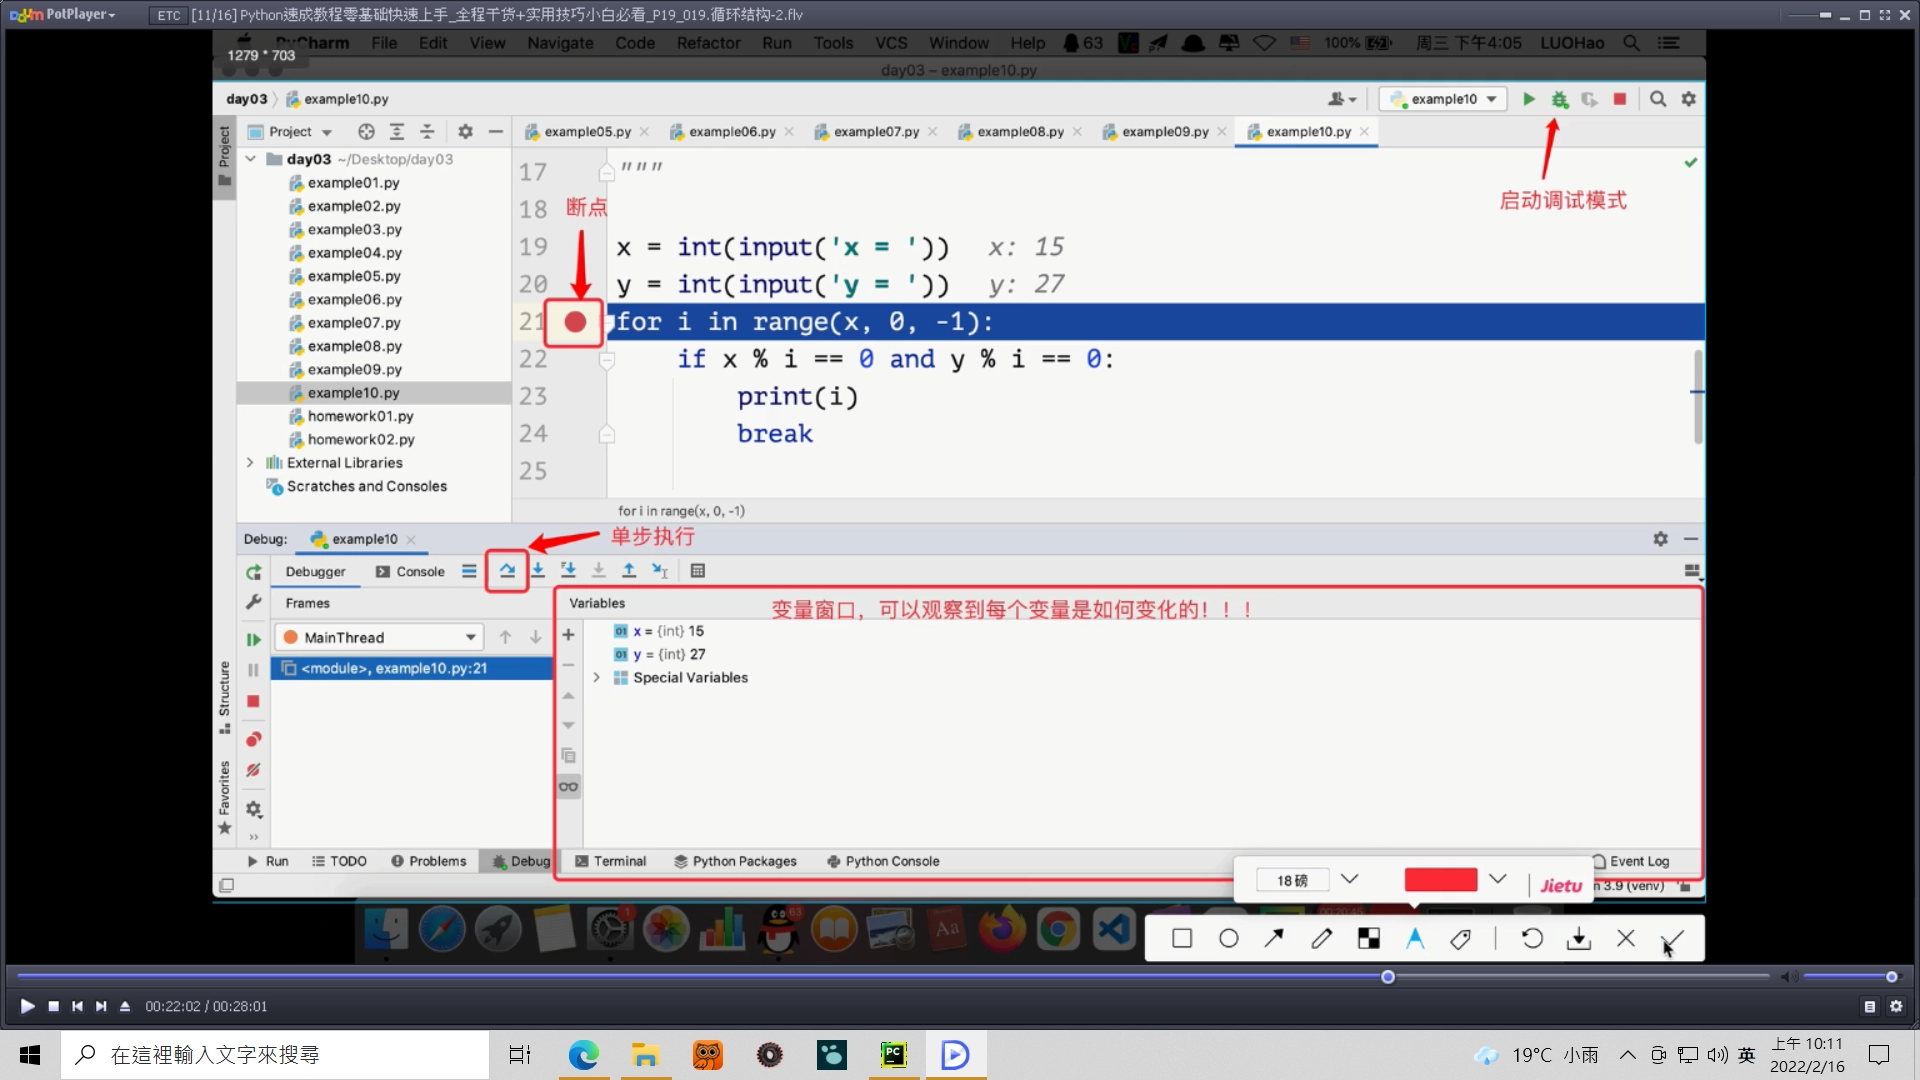 PotPlayer
ETC
[11/16] Python速成教程零基础快速上手_全程干货+实用技巧小白必看_P19_019.循环结构-2.flv
PyCharm File Edit View Navigate Code Refactor Run Tools VCS Window Help 63 100% 周三 下午4:05 LUOHao
1279 * 703
day03 – example10.py
day03 example10.py
example10
Project
example05.py example06.py example07.py example08.py example09.py example10.py
Project
day03 ~/Desktop/day03
example01.py
example02.py
example03.py
example04.py
example05.py
example06.py
example07.py
example08.py
example09.py
example10.py
homework01.py
homework02.py
External Libraries
Scratches and Consoles
17 """
18 断点
启动调试模式
19 x = int(input('x = ')) x: 15
20 y = int(input('y = ')) y: 27
21 for i in range(x, 0, -1):
22 if x % i == 0 and y % i == 0:
23 print(i)
24 break
25
for i in range(x, 0, -1)
Debug: example10
单步执行
Debugger Console
Frames
Variables
变量窗口，可以观察到每个变量是如何变化的！！！
MainThread
<module>, example10.py:21
01 x = {int} 15
01 y = {int} 27
Special Variables
Structure
Favorites
Run TODO Problems Debug Terminal Python Packages Python Console Event Log
n 3.9 (venv)
18磅
Jietu
1
63
Aa
00:22:02 / 00:28:01
在這裡輸入文字來搜尋
PC
19°C 小雨
英
上午 10:11
2022/2/16